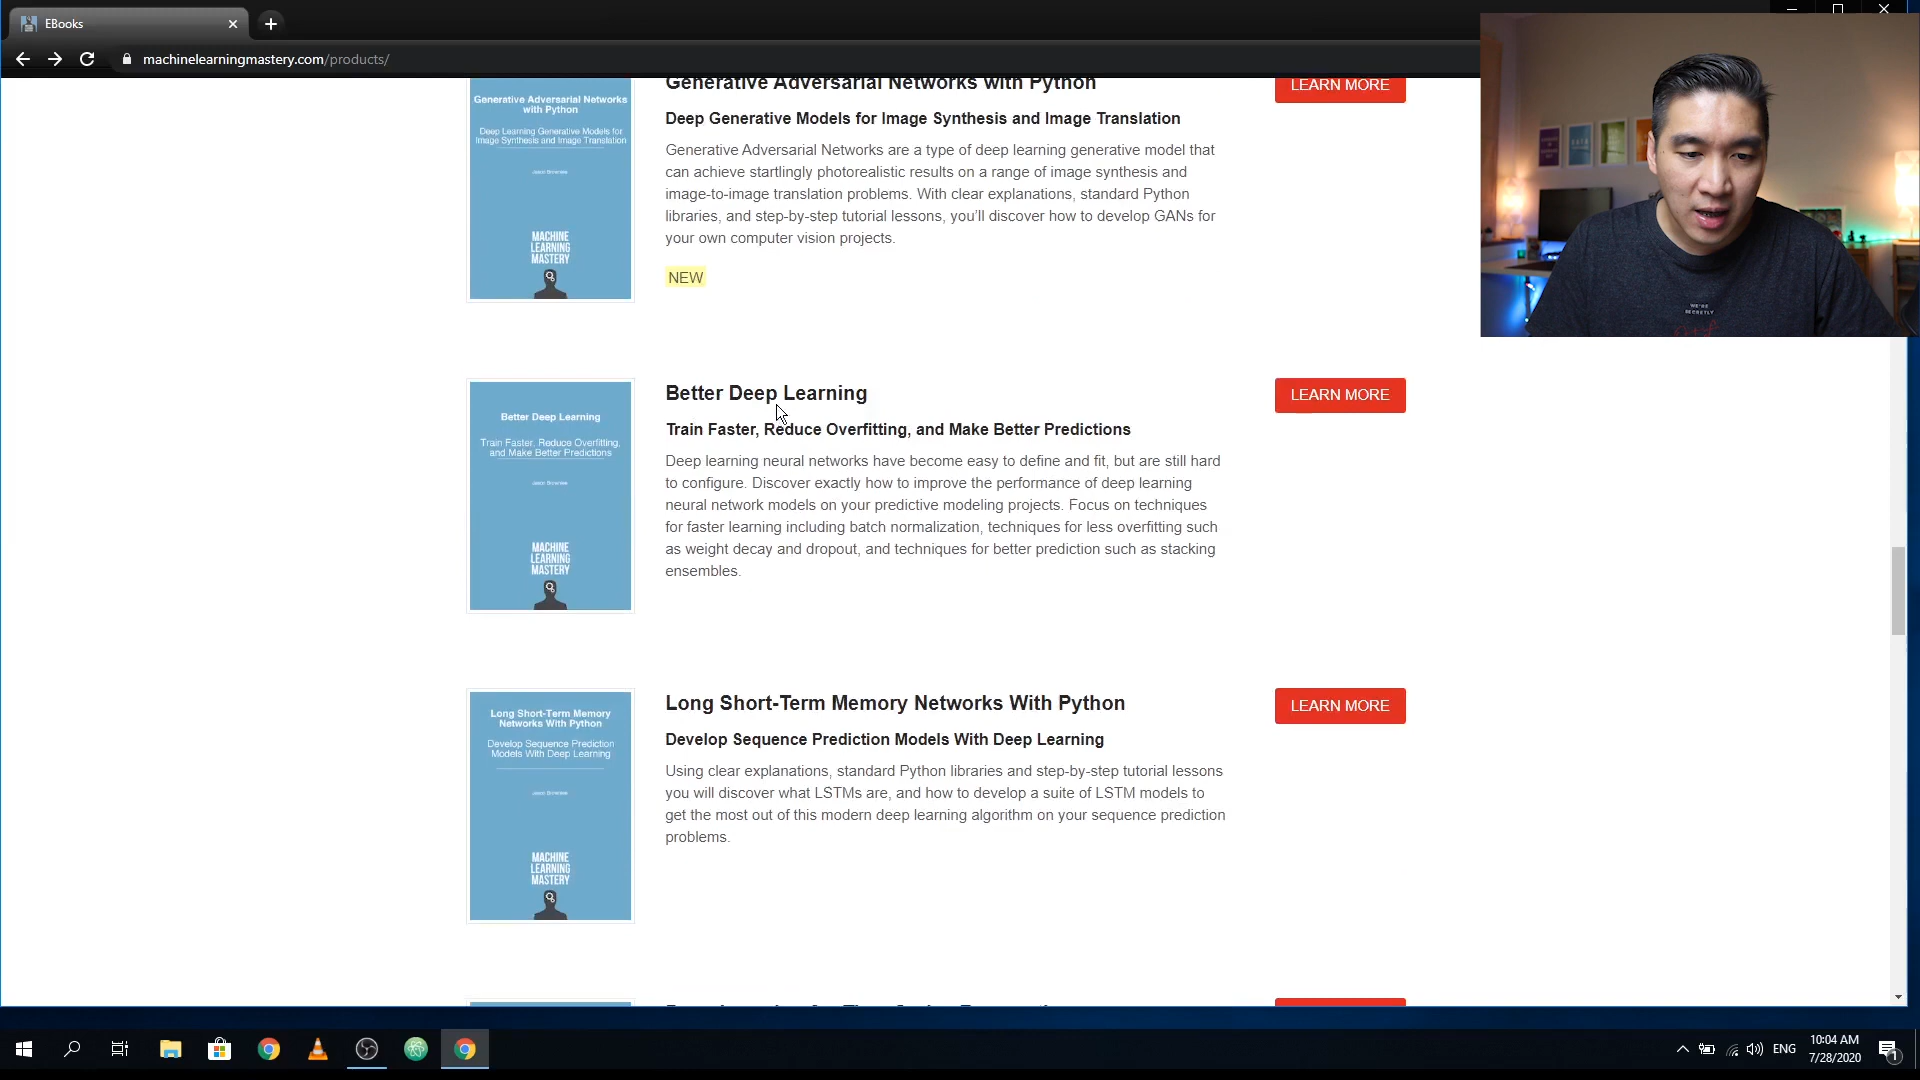 EBooks
machinelearningmastery.com/products/
Generative Adversarial Networks
with Python
Deep Learning Generative Models for
Image Synthesis and Image Translation
Jason Brownlee
MACHINE
LEARNING
MASTERY
Generative Adversarial Networks with Python
Deep Generative Models for Image Synthesis and Image Translation
Generative Adversarial Networks are a type of deep learning generative model that
can achieve startlingly photorealistic results on a range of image synthesis and
image-to-image translation problems. With clear explanations, standard Python
libraries, and step-by-step tutorial lessons, you'll discover how to develop GANs for
your own computer vision projects.
NEW
LEARN MORE
WE'RE
SECRETLY
Better Deep Learning
Train Faster, Reduce Overfitting,
and Make Better Predictions
Jason Brownlee
MACHINE
LEARNING
MASTERY
Better Deep Learning
Train Faster, Reduce Overfitting, and Make Better Predictions
Deep learning neural networks have become easy to define and fit, but are still hard
to configure. Discover exactly how to improve the performance of deep learning
neural network models on your predictive modeling projects. Focus on techniques
for faster learning including batch normalization, techniques for less overfitting such
as weight decay and dropout, and techniques for better prediction such as stacking
ensembles.
LEARN MORE
Long Short-Term Memory
Networks With Python
Develop Sequence Prediction
Models With Deep Learning
Jason Brownlee
MACHINE
LEARNING
MASTERY
Long Short-Term Memory Networks With Python
Develop Sequence Prediction Models With Deep Learning
Using clear explanations, standard Python libraries and step-by-step tutorial lessons
you will discover what LSTMs are, and how to develop a suite of LSTM models to
get the most out of this modern deep learning algorithm on your sequence prediction
problems.
LEARN MORE
ENG
10:04 AM
7/28/2020
1